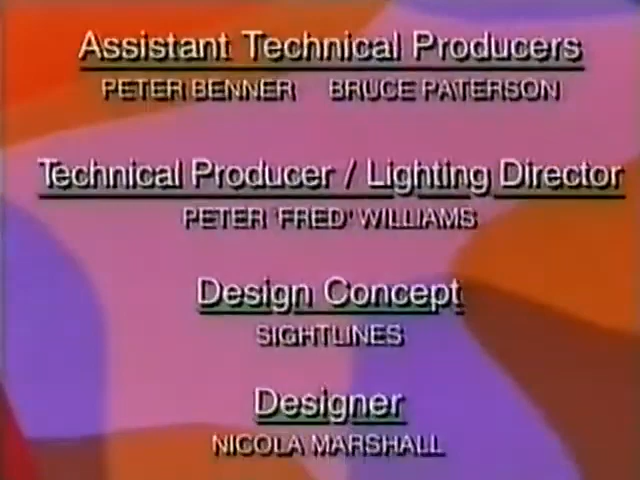 Assistant Technical Producers
PETER BENNER BRUCE PATERSON
Technical Producer / Lighting Director
PETER 'FRED' WILLIAMS
Design Concept
SIGHTLINES
Designer
NICOLA MARSHALL